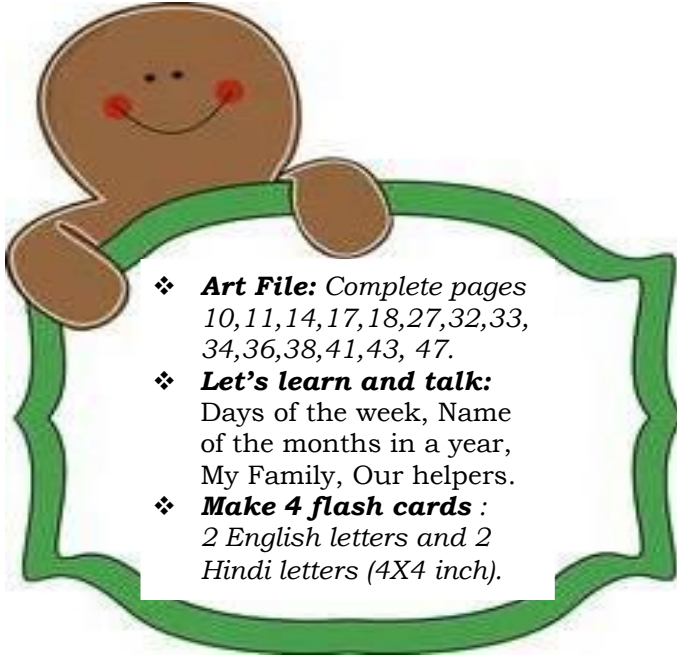 ❖ Art File: Complete pages
10,11,14,17,18,27,32,33,
34,36,38,41,43, 47.
❖ Let’s learn and talk:
Days of the week, Name
of the months in a year,
My Family, Our helpers.
❖ Make 4 flash cards :
2 English letters and 2
Hindi letters (4X4 inch).